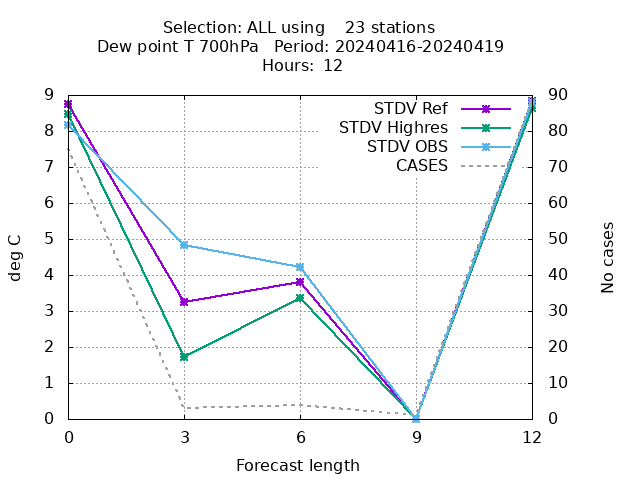 Selection: ALL using    23 stations
Dew point T 700hPa   Period: 20240416-20240419
Hours: 12
9 90
STDV Ref
8 STDV Highres 80
STDV OBS
7 CASES 70
6 60
5 50
deg C
No cases
4 40
3 30
2 20
1 10
0 0
0 3 6 9 12
Forecast length